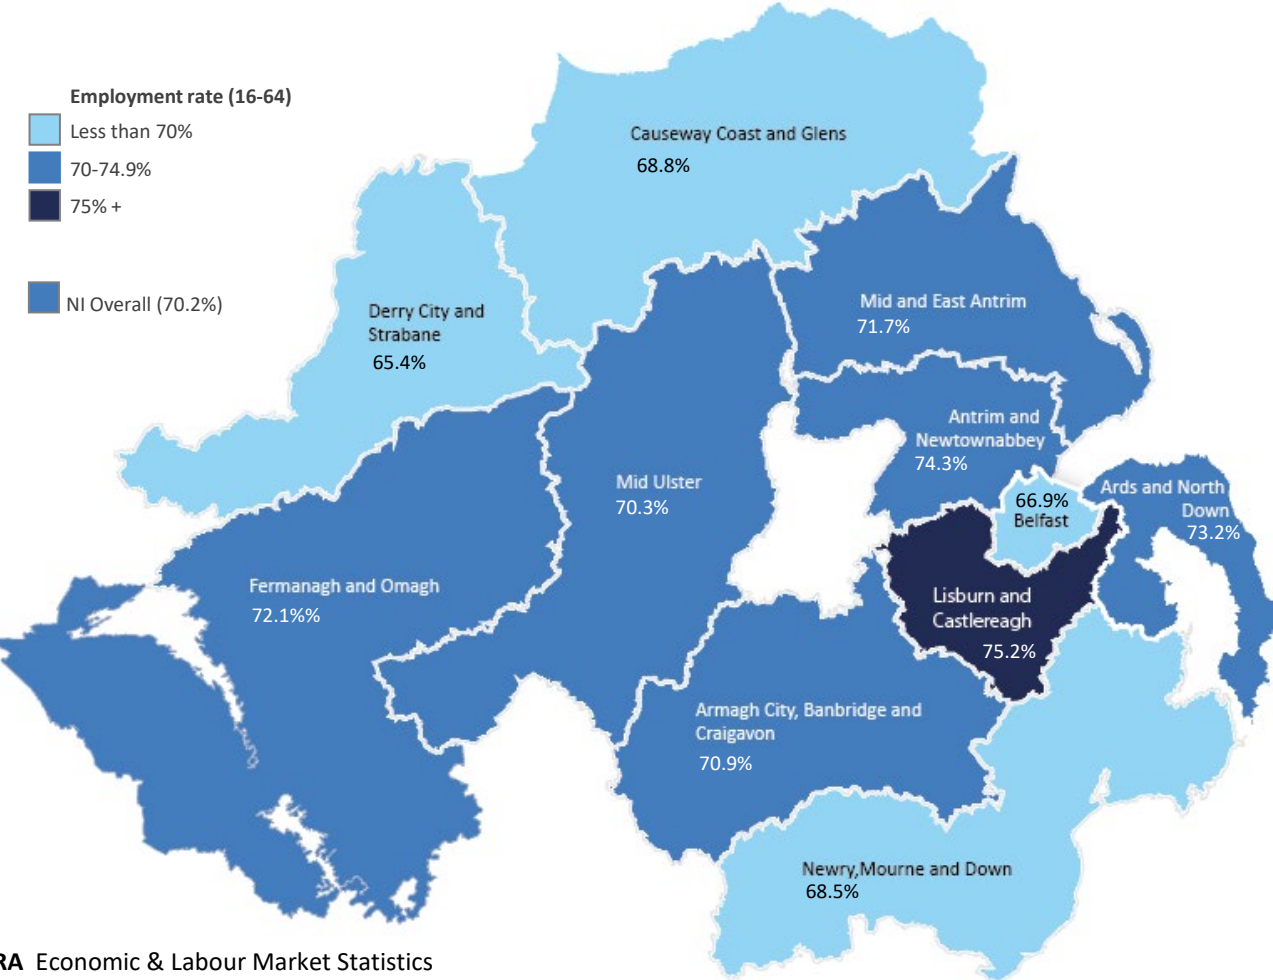 Employment rate (16-64)
Less than 70%
70-74.9%
75% +
NI Overall (70.2%)
Causeway Coast and Glens
68.8%
Derry City and
Strabane
65.4%
Mid and East Antrim
71.7%
Antrim and
Newtownabbey
74.3%
Mid Ulster
70.3%
66.9%
Belfast
Ards and North
Down
73.2%
Fermanagh and Omagh
72.1%%
Lisburn and
Castlereagh
75.2%
Armagh City, Banbridge and
Craigavon
70.9%
Newry,Mourne and Down
68.5%
RA Economic & Labour Market Statistics